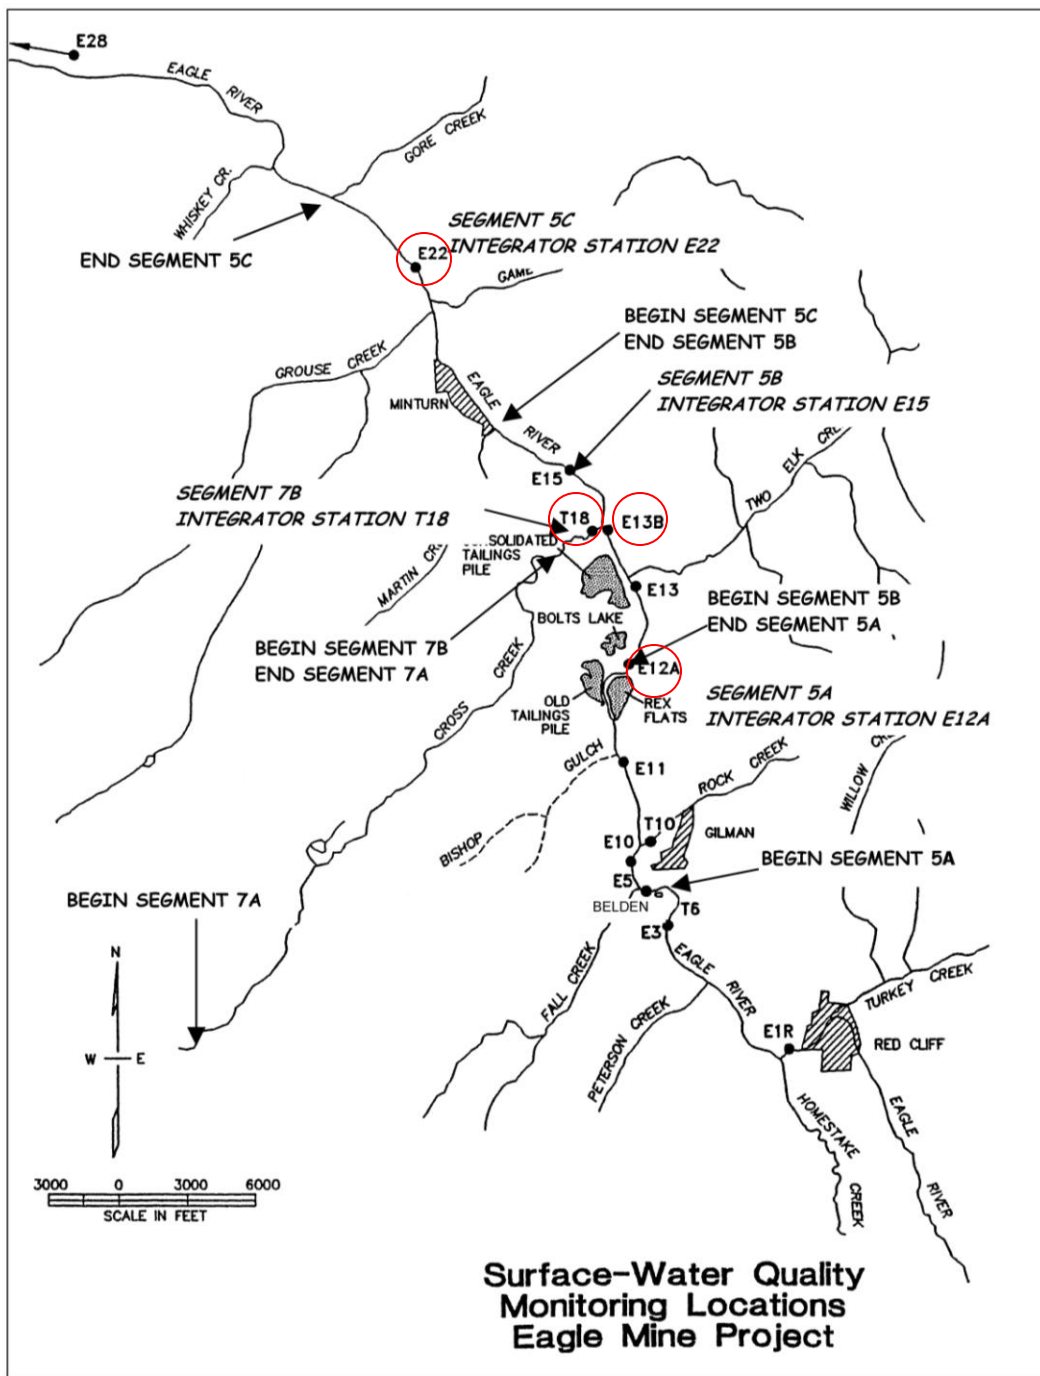 E28
EAGLE RIVER
GORE CREEK
WHISKEY CR.
SEGMENT 5C
INTEGRATOR STATION E22
E22
END SEGMENT 5C
GAME
BEGIN SEGMENT 5C
END SEGMENT 5B
GROUSE CREEK
SEGMENT 5B
INTEGRATOR STATION E15
MINTURN
EAGLE RIVER
E15
TWO ELK CRE
SEGMENT 7B
INTEGRATOR STATION T18
T18
E13B
SOLIDATED
TAILINGS
PILE
MARTIN CR
E13
BEGIN SEGMENT 5B
END SEGMENT 5A
BOLTS LAKE
BEGIN SEGMENT 7B
END SEGMENT 7A
E12A
CROSS CREEK
OLD
TAILINGS
PILE
REX
FLATS
SEGMENT 5A
INTEGRATOR STATION E12A
BISHOP GULCH
E11
ROCK CREEK
WILLOW
T10
GILMAN
E10
BEGIN SEGMENT 5A
E5
BELDEN
T6
E3
BEGIN SEGMENT 7A
FALL CREEK
EAGLE RIVER
PETERSON CREEK
TURKEY CREEK
E1R
RED CLIFF
N
W
E
HOMESTAKE CREEK
EAGLE RIVER
3000 0 3000 6000
SCALE IN FEET
Surface-Water Quality
Monitoring Locations
Eagle Mine Project